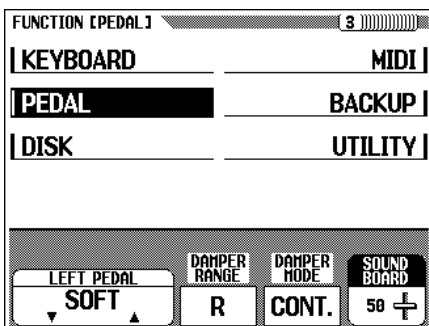 FUNCTION [PEDAL] 3
KEYBOARD MIDI
PEDAL BACKUP
DISK UTILITY
LEFT PEDAL
SOFT
DAMPER
RANGE
R
DAMPER
MODE
CONT.
SOUND
BOARD
50